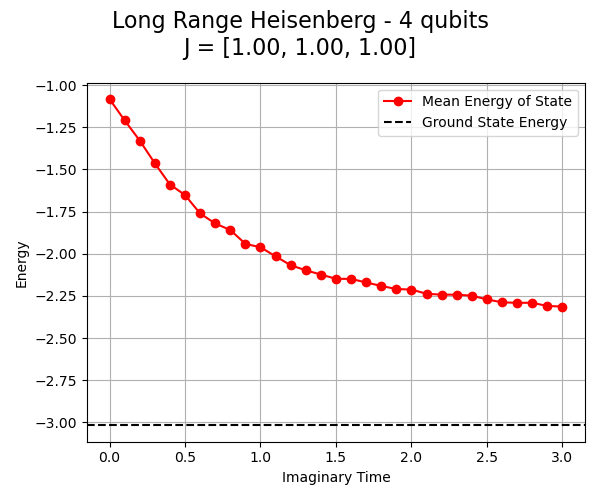 Long Range Heisenberg - 4 qubits
J = [1.00, 1.00, 1.00]
Mean Energy of State
Ground State Energy
Energy
−1.00
−1.25
−1.50
−1.75
−2.00
−2.25
−2.50
−2.75
−3.00
0.0 0.5 1.0 1.5 2.0 2.5 3.0
Imaginary Time